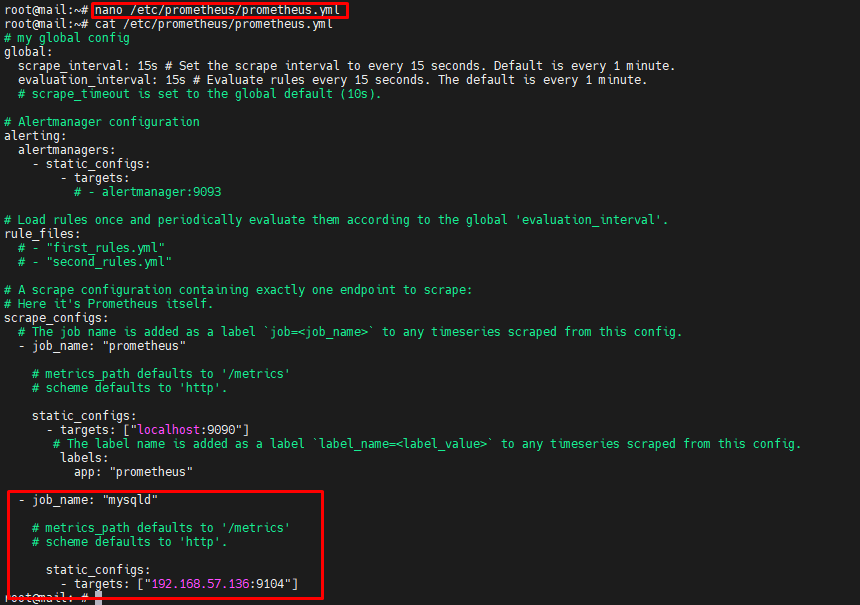 root@mail:~# nano /etc/prometheus/prometheus.yml
root@mail:~# cat /etc/prometheus/prometheus.yml
# my global config
global:
  scrape_interval: 15s # Set the scrape interval to every 15 seconds. Default is every 1 minute.
  evaluation_interval: 15s # Evaluate rules every 15 seconds. The default is every 1 minute.
  # scrape_timeout is set to the global default (10s).

# Alertmanager configuration
alerting:
  alertmanagers:
    - static_configs:
        - targets:
          # - alertmanager:9093

# Load rules once and periodically evaluate them according to the global 'evaluation_interval'.
rule_files:
  # - "first_rules.yml"
  # - "second_rules.yml"

# A scrape configuration containing exactly one endpoint to scrape:
# Here it's Prometheus itself.
scrape_configs:
  # The job name is added as a label `job=<job_name>` to any timeseries scraped from this config.
  - job_name: "prometheus"

    # metrics_path defaults to '/metrics'
    # scheme defaults to 'http'.

    static_configs:
      - targets: ["localhost:9090"]
       # The label name is added as a label `label_name=<label_value>` to any timeseries scraped from this config.
        labels:
          app: "prometheus"

  - job_name: "mysqld"

    # metrics_path defaults to '/metrics'
    # scheme defaults to 'http'.

      static_configs:
        - targets: ["192.168.57.136:9104"]
root@mail:~#